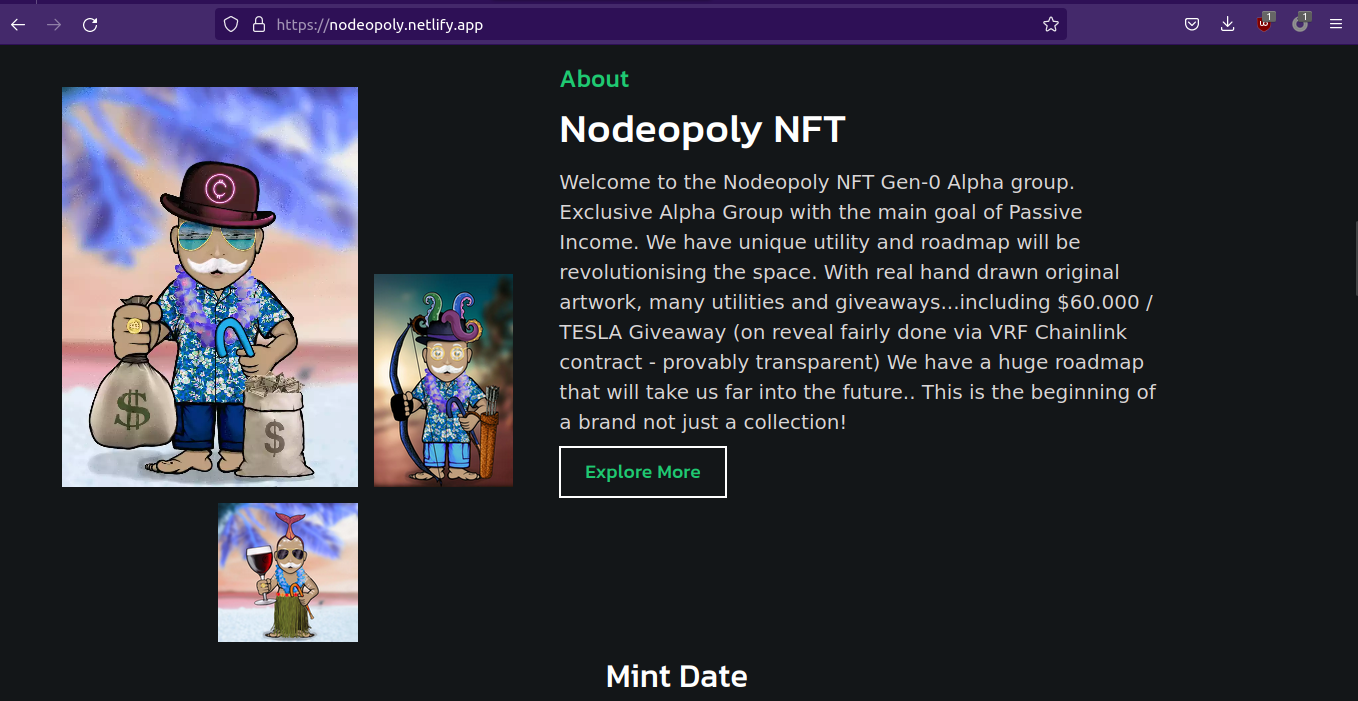 https://nodeopoly.netlify.app
1
1
About
Nodeopoly NFT
Welcome to the Nodeopoly NFT Gen-0 Alpha group.
Exclusive Alpha Group with the main goal of Passive
Income. We have unique utility and roadmap will be
revolutionising the space. With real hand drawn original
artwork, many utilities and giveaways...including $60.000 /
TESLA Giveaway (on reveal fairly done via VRF Chainlink
contract - provably transparent) We have a huge roadmap
that will take us far into the future.. This is the beginning of
a brand not just a collection!
Explore More
$
$
Mint Date